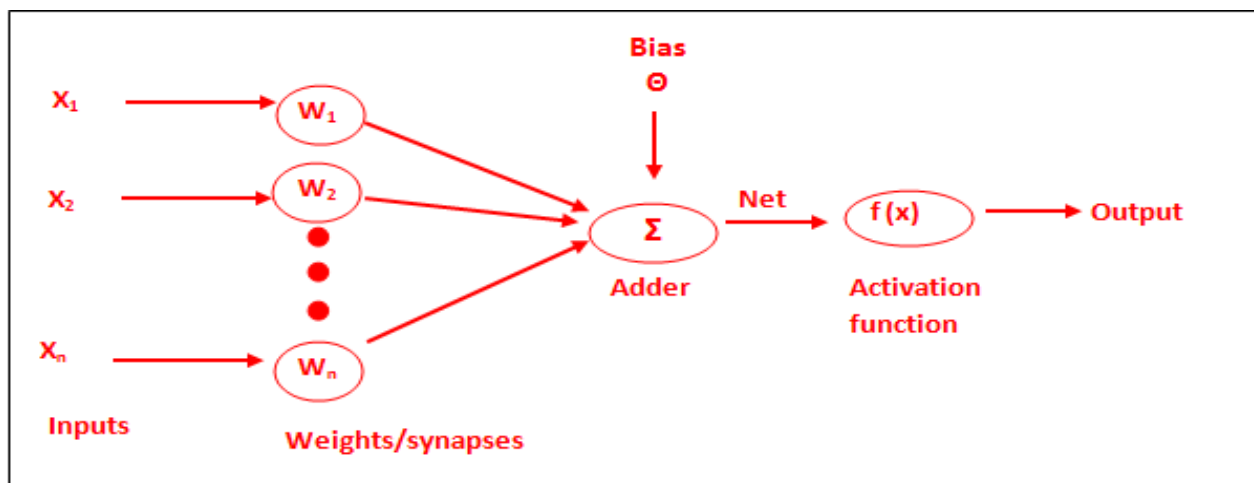 Bias
Θ
X₁
W₁
X₂
W₂
Σ
Net
f (x)
Output
Adder
Activation
function
Xₙ
Wₙ
Inputs
Weights/synapses